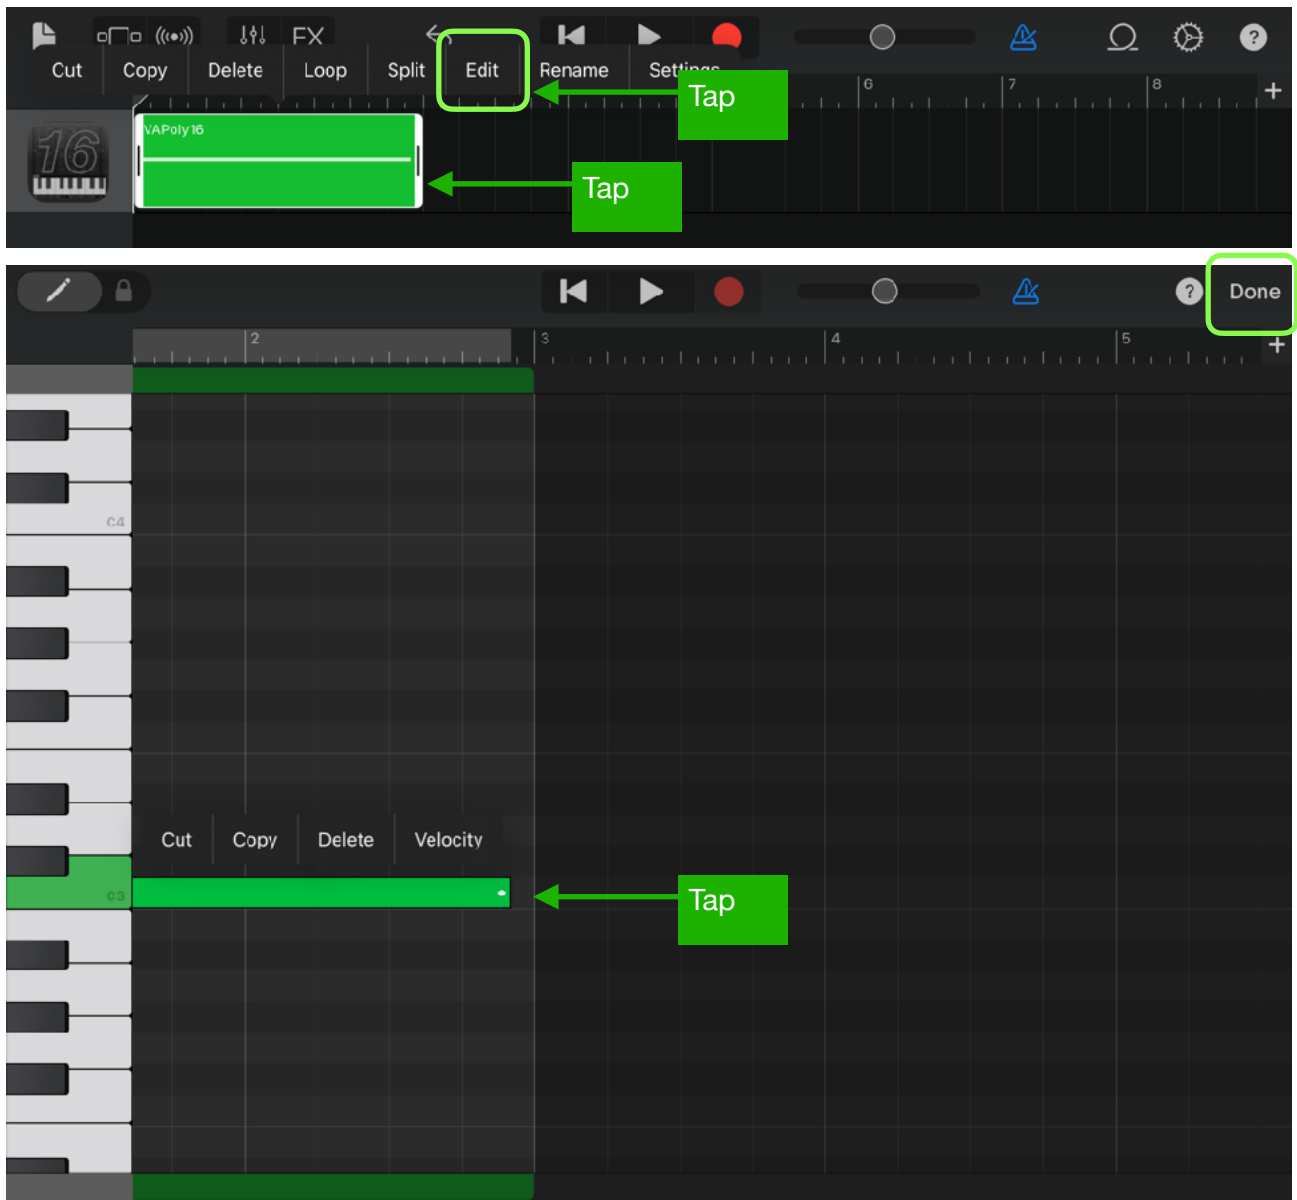 FX
Cut Copy Delete Loop Split Edit Rename Settings
Tap
6 7 8 +
VAPoly16
16
Tap
Done
2 3 4 5 +
C4
Cut Copy Delete Velocity
C3
Tap